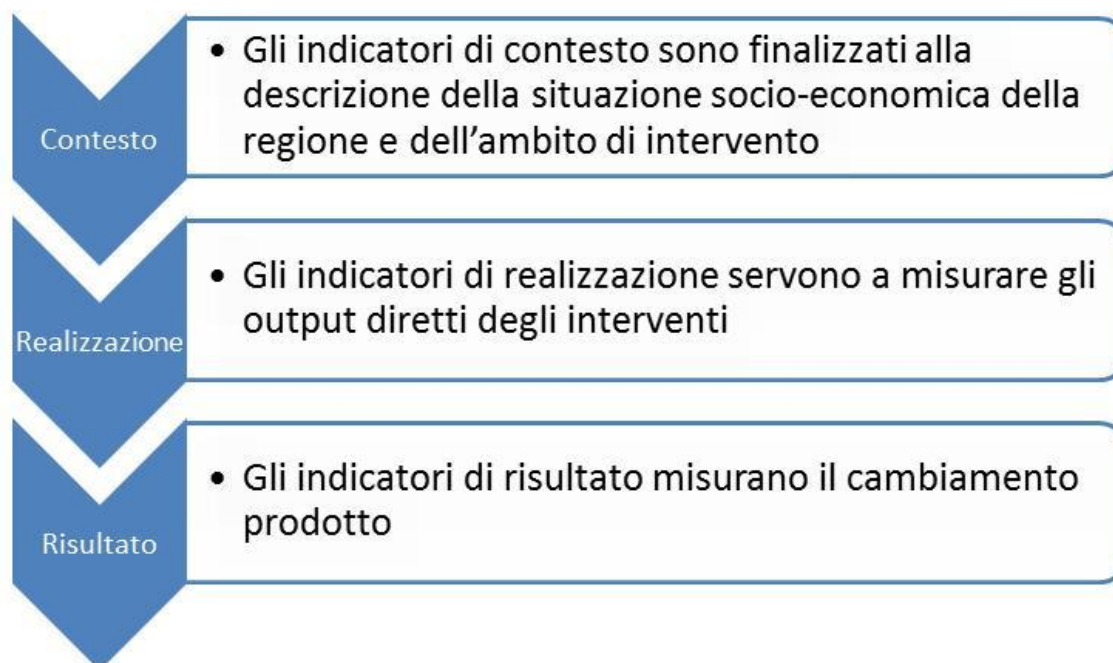 Contesto
• Gli indicatori di contesto sono finalizzati alla
descrizione della situazione socio-economica della
regione e dell’ambito di intervento
Realizzazione
• Gli indicatori di realizzazione servono a misurare gli
output diretti degli interventi
Risultato
• Gli indicatori di risultato misurano il cambiamento
prodotto